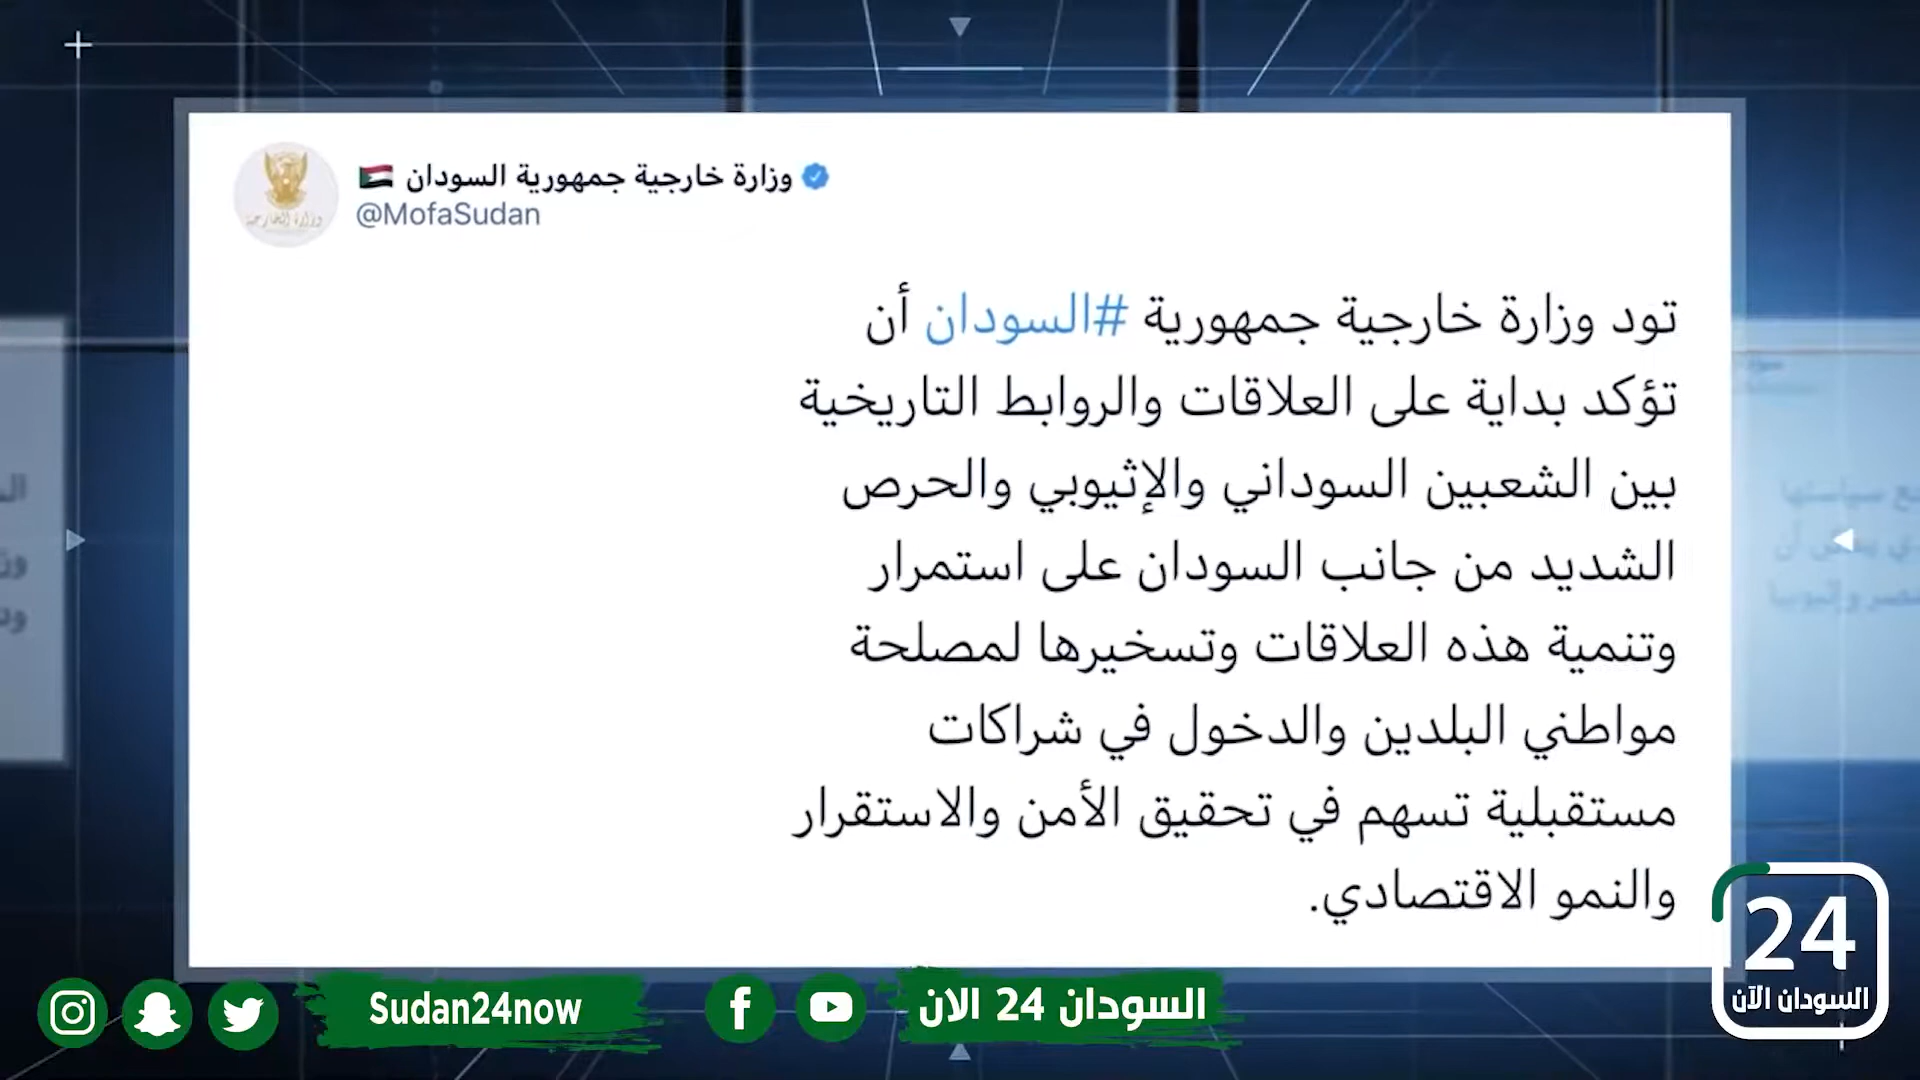 وزارة خارجية جمهورية السودان
@MofaSudan
تود وزارة خارجية جمهورية #السودان أن
تؤكد بداية على العلاقات والروابط التاريخية
بين الشعبين السوداني والإثيوبي والحرص
الشديد من جانب السودان على استمرار
وتنمية هذه العلاقات وتسخيرها لمصلحة
مواطني البلدين والدخول في شراكات
مستقبلية تسهم في تحقيق الأمن والاستقرار
والنمو الاقتصادي.
Sudan24now
السودان 24 الان
24
السودان الآن